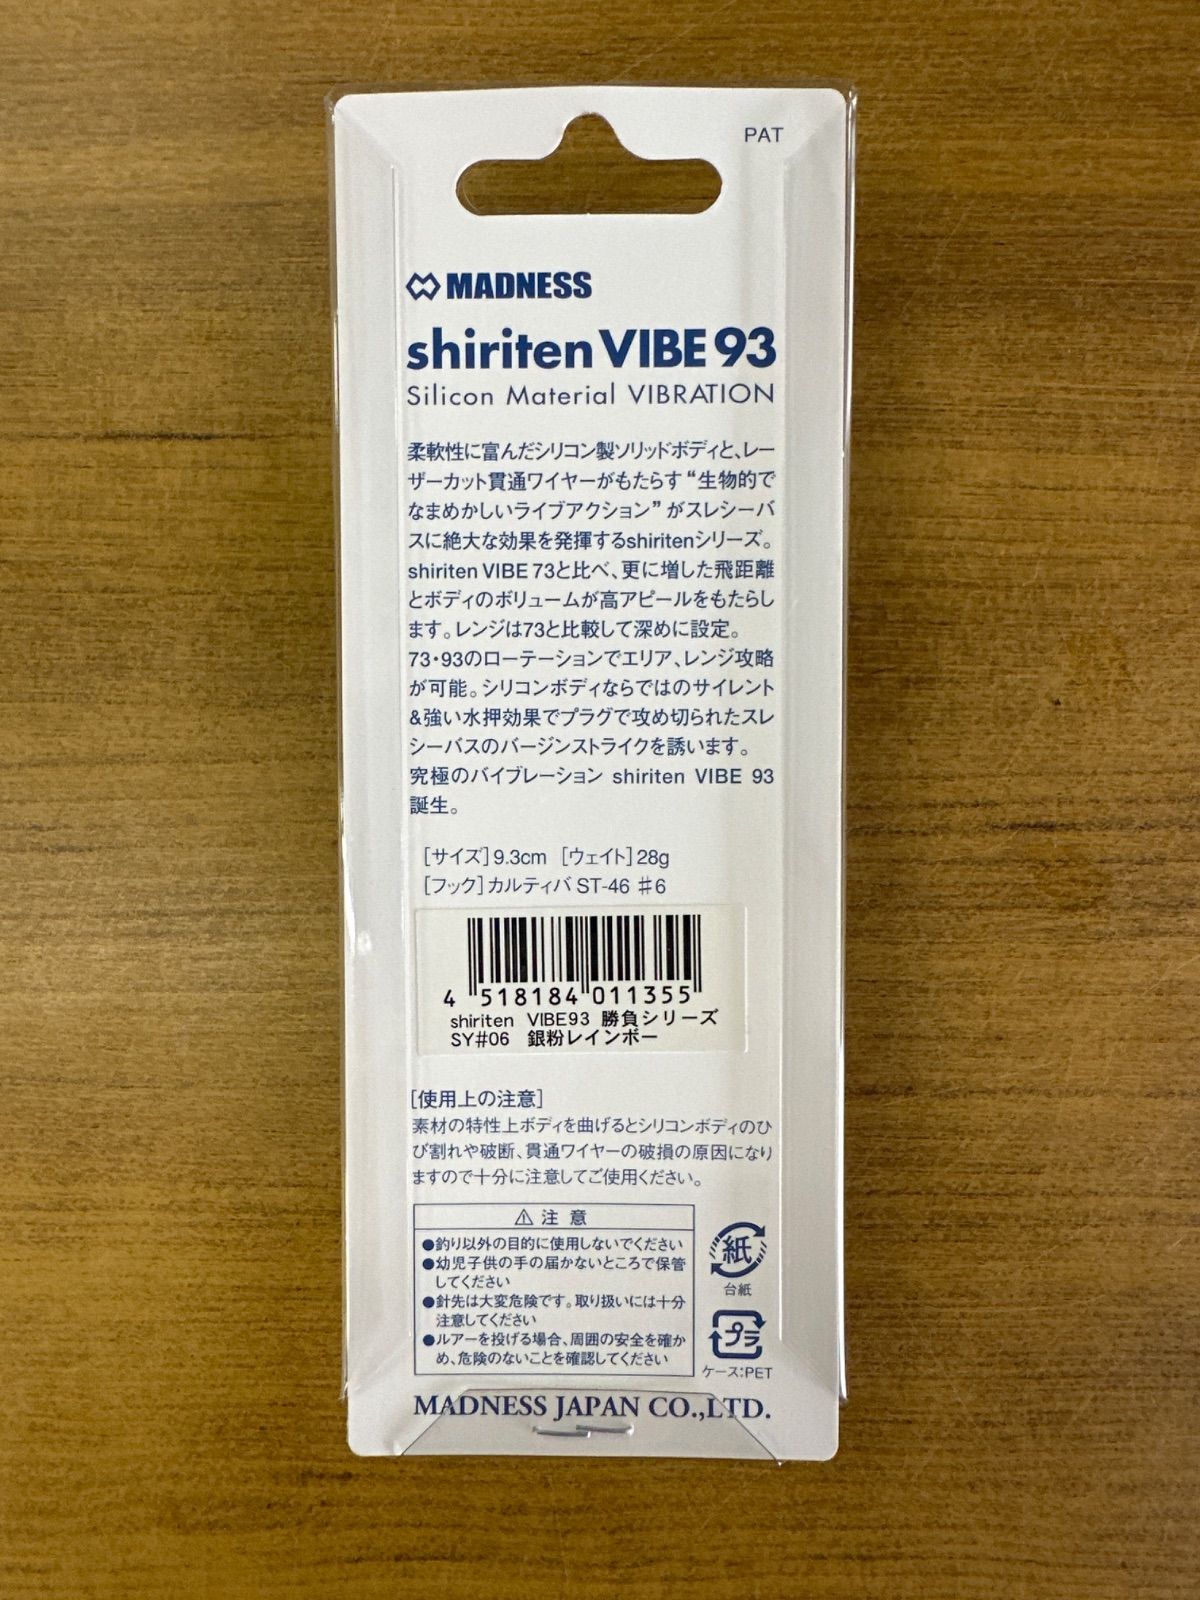 PAT
MADNESS
shiriten VIBE 93
Silicon Material VIBRATION
柔軟性に富んだシリコン製ソリッドボディと、レー
ザーカット貫通ワイヤーがもたらす“生物的で
なまめかしいライブアクション”がスレシーバ
スに絶大な効果を発揮するshiritenシリーズ。
shiriten VIBE 73と比べ、更に増した飛距離
とボディのボリュームが高アピールをもたらし
ます。レンジは73と比較して深めに設定。
73・93のローテーションでエリア、レンジ攻略
が可能。シリコンボディならではのサイレント
&強い水押効果でプラグで攻め切られたスレ
シーバスのバージンストライクを誘います。
究極のバイブレーション shiriten VIBE 93
誕生。
[サイズ]9.3cm [ウェイト]28g
[フック]カルティバ ST-46 ♯6
4 518184 011355
shiriten VIBE93 勝負シリーズ
SY#06 銀粉レインボー
[使用上の注意]
素材の特性上ボディを曲げるとシリコンボディのひ
び割れや破断、貫通ワイヤーの破損の原因になり
ますので十分に注意してご使用ください。
⚠ 注 意
●釣り以外の目的に使用しないでください
●幼児子供の手の届かないところで保管
してください
●針先は大変危険です。取り扱いには十分
注意してください
●ルアーを投げる場合、周囲の安全を確か
め、危険のないことを確認してください
紙
台紙
プラ
ケース:PET
MADNESS JAPAN CO.,LTD.